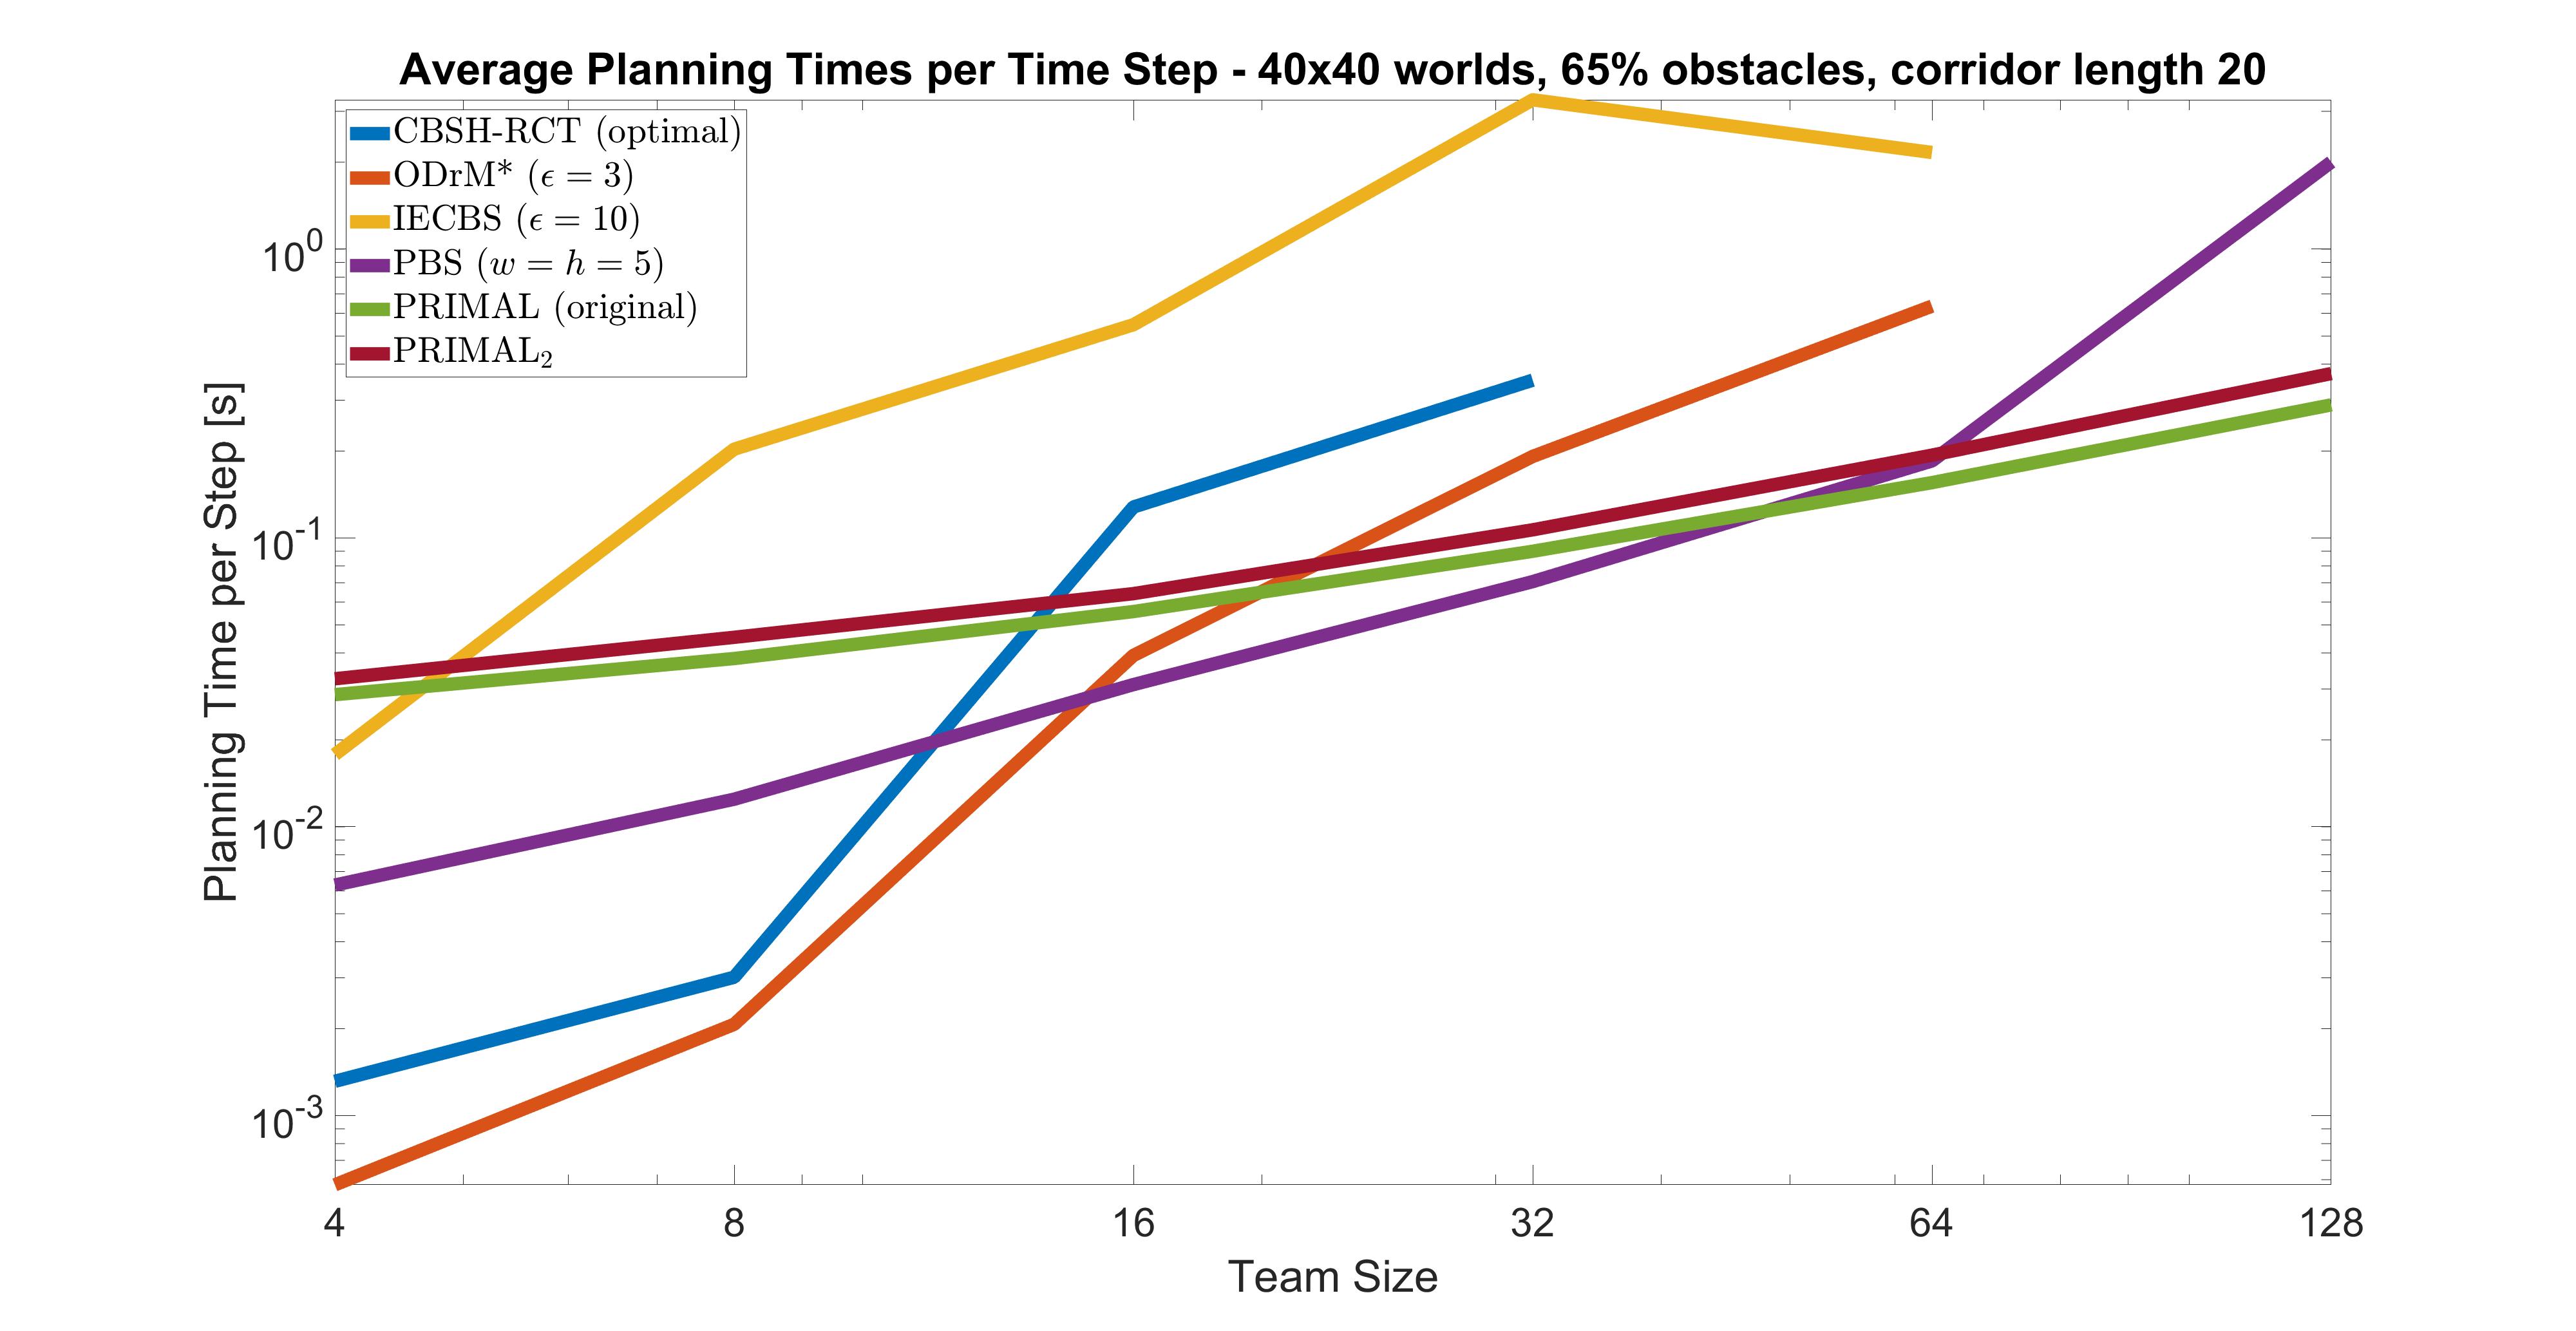 Average Planning Times per Time Step - 40x40 worlds, 65% obstacles, corridor length 20
CBSH-RCT (optimal)
ODrM* (ϵ = 3)
IECBS (ϵ = 10)
PBS (w = h = 5)
PRIMAL (original)
PRIMAL₂
Planning Time per Step [s]
10⁰
10⁻¹
10⁻²
10⁻³
4 8 16 32 64 128
Team Size